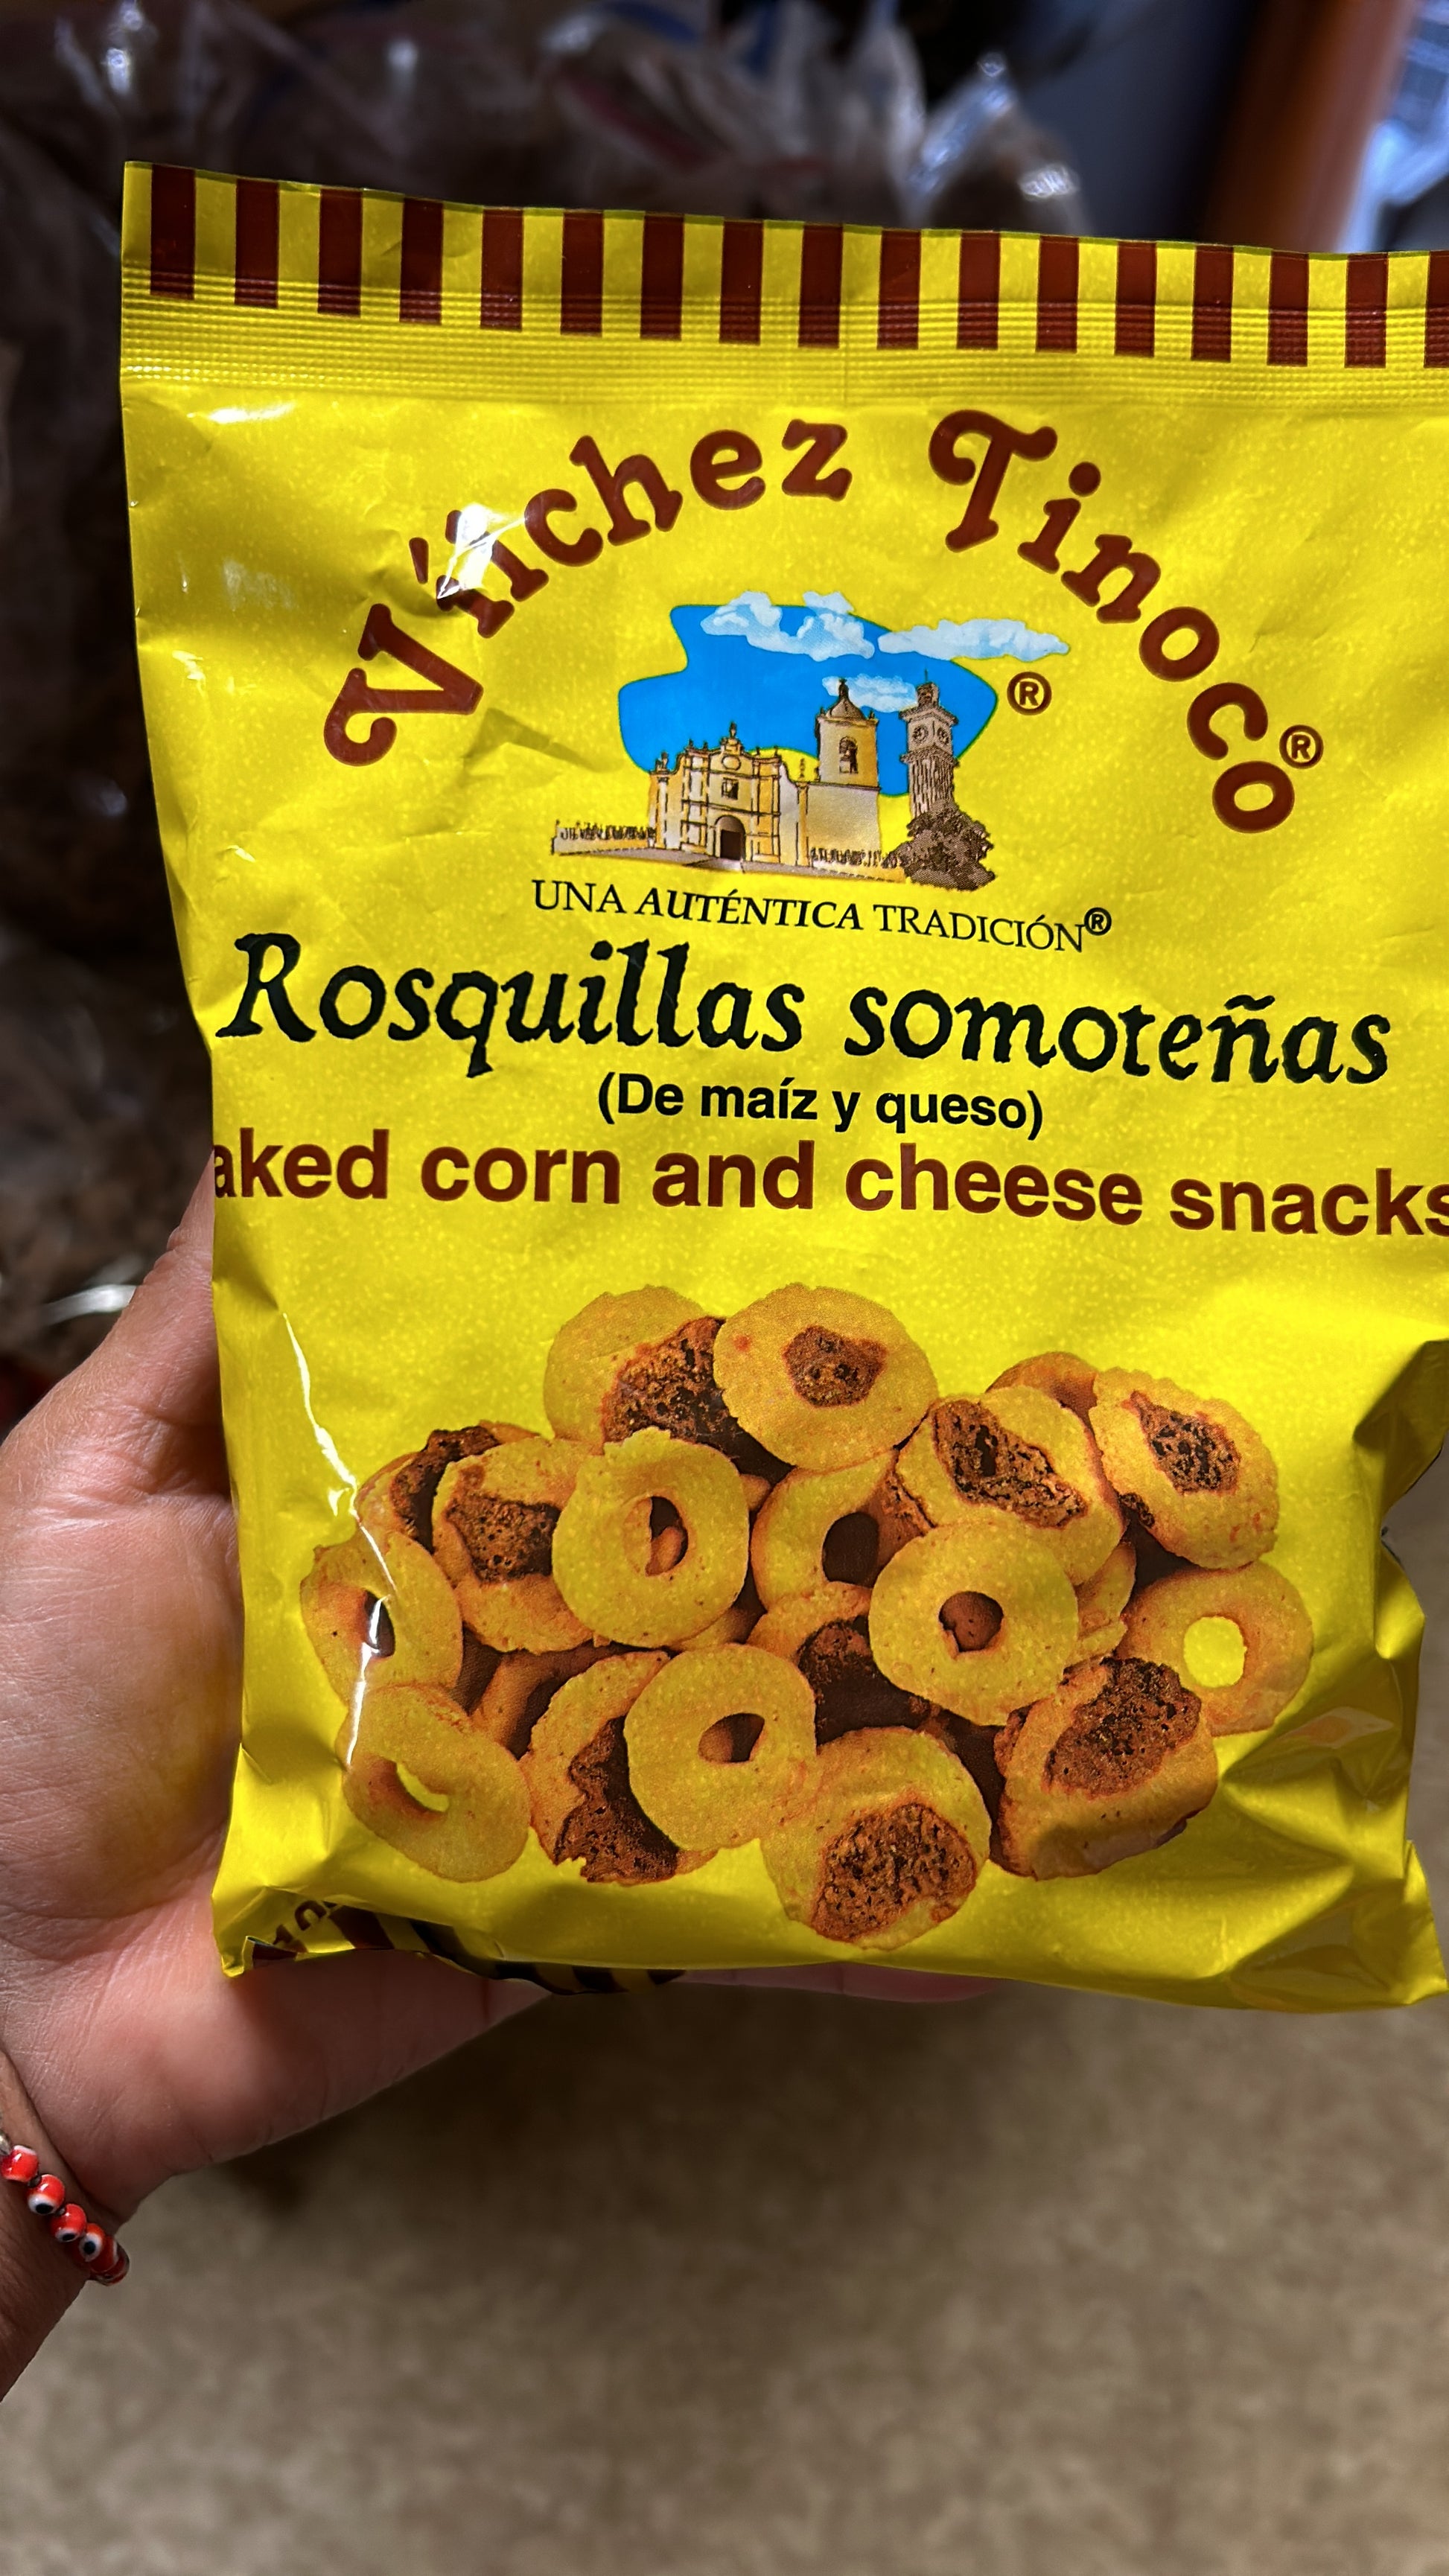 Vílchez Tinoco®
®
UNA AUTÉNTICA TRADICIÓN®
Rosquillas somoteñas
(De maíz y queso)
aked corn and cheese snacks